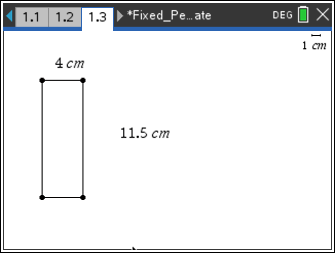 1.1 1.2 1.3 *Fixed_Pe...ate DEG
1 cm
4 cm
11.5 cm